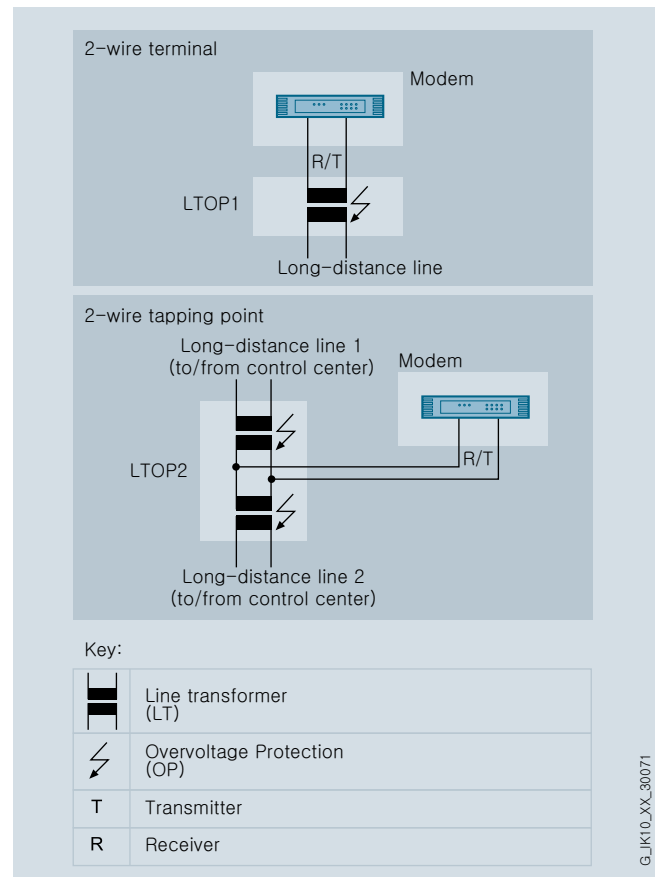 2-wire terminal
Modem
R/T
LTOP1
Long-distance line
2-wire tapping point
Long-distance line 1
(to/from control center)
Modem
R/T
LTOP2
Long-distance line 2
(to/from control center)
Key:
Line transformer
(LT)
Overvoltage Protection
(OP)
T Transmitter
R Receiver
G_IK10_XX_30071